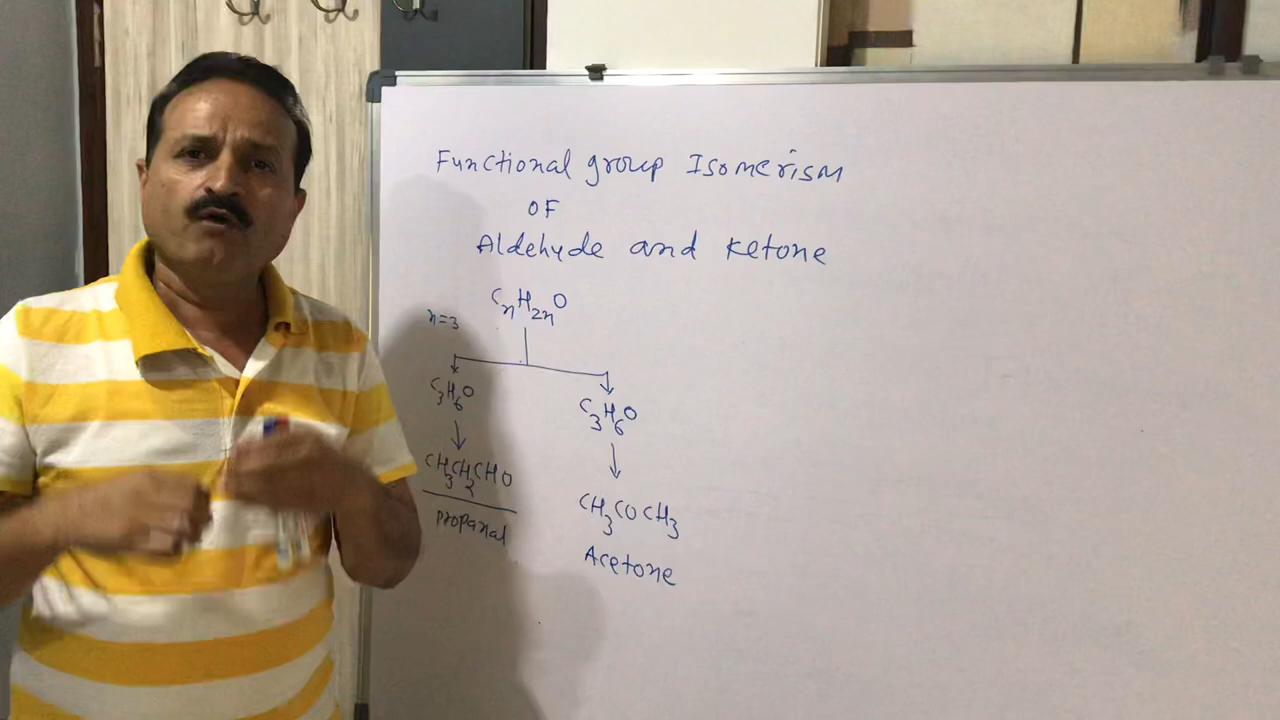 Functional group Isomerism
OF
Aldehyde and Ketone
CnH2nO
n=3
C3H6O
C3H6O
CH3CH2CHO
CH3COCH3
propanal
Acetone